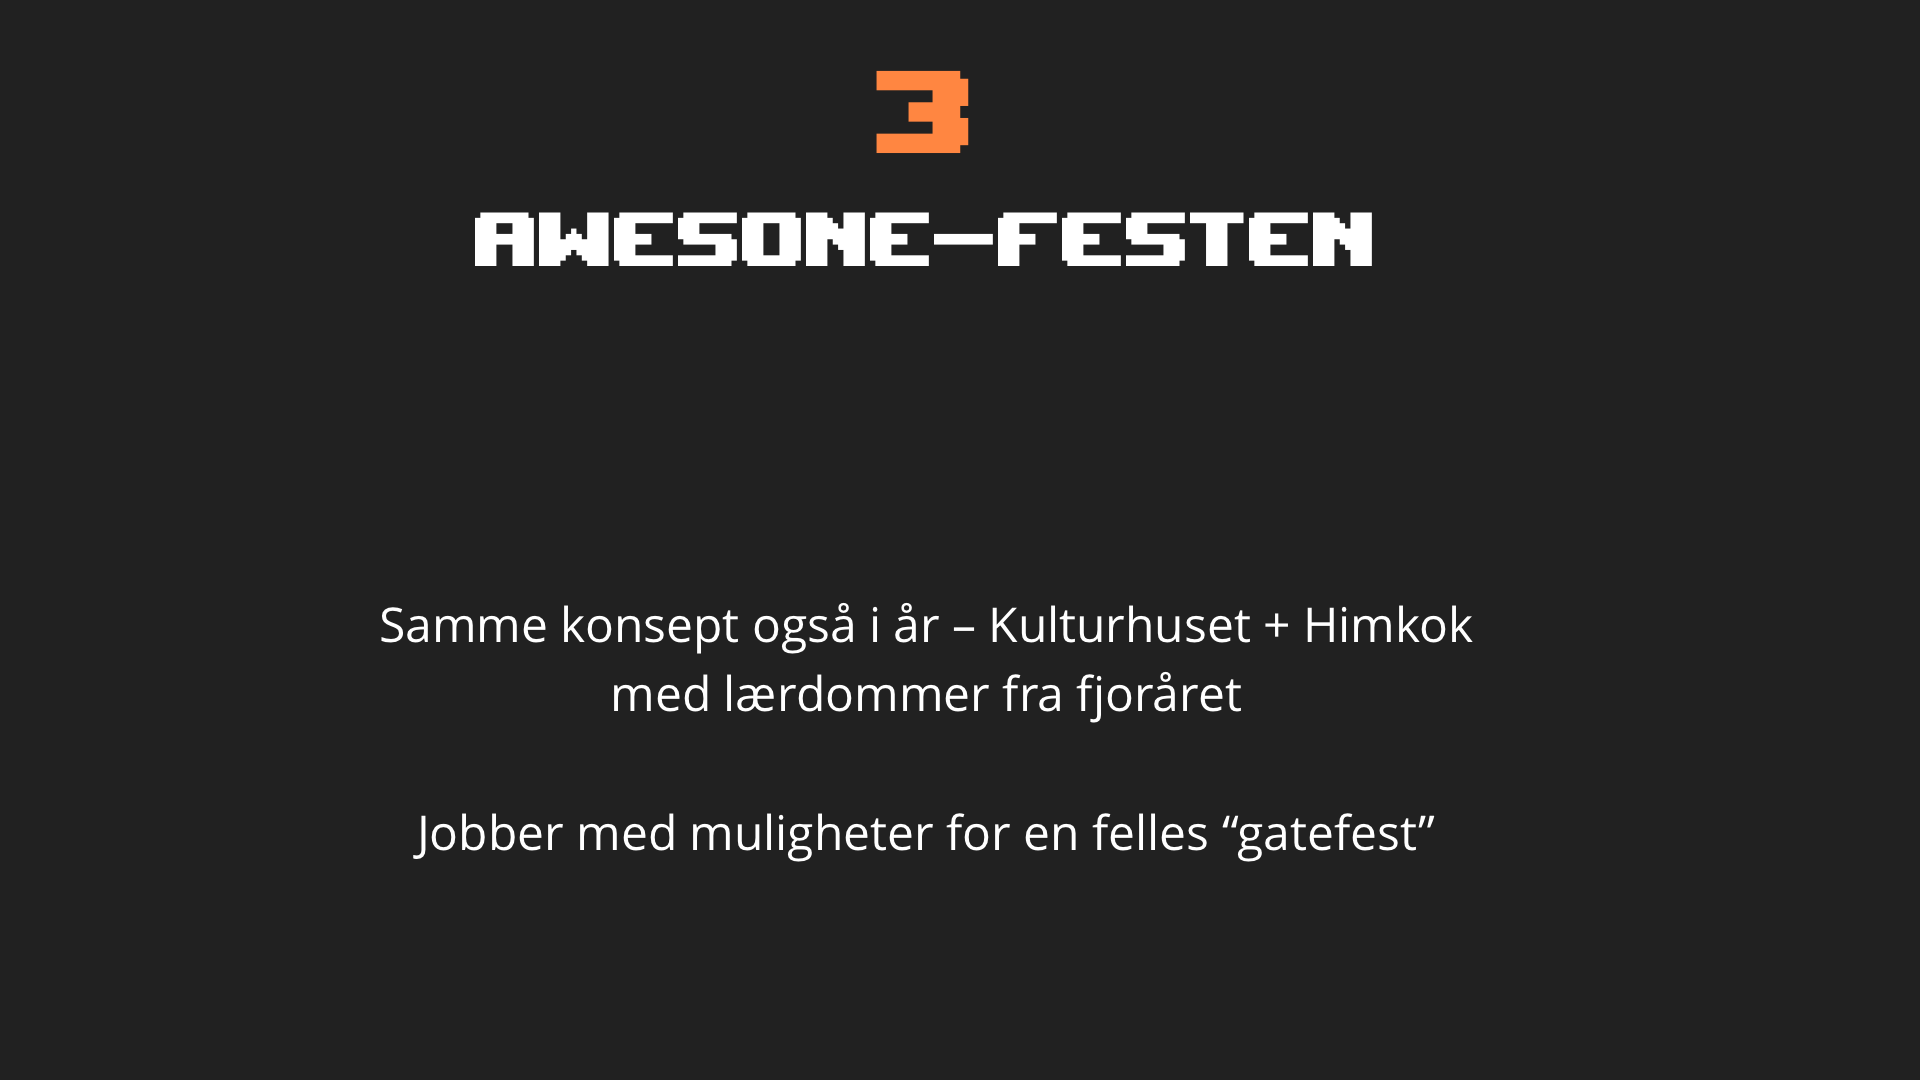 3
AWESONE-FESTEN
Samme konsept også i år – Kulturhuset + Himkok
med lærdommer fra fjoråret
Jobber med muligheter for en felles “gatefest”